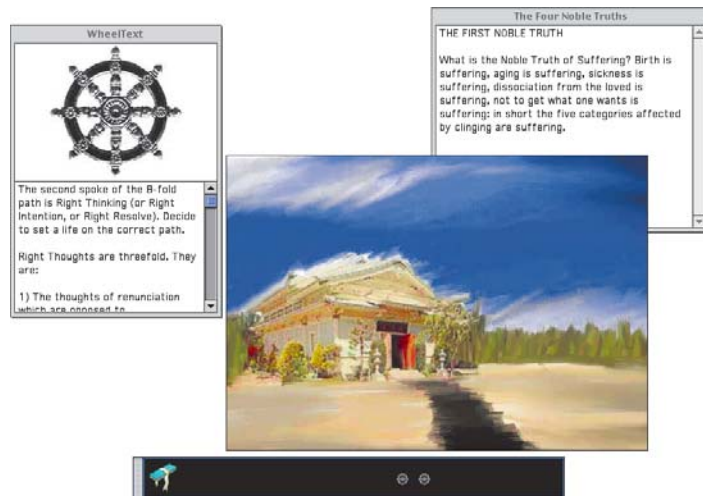 WheelText
The second spoke of the 8-fold
path is Right Thinking (or Right
Intention, or Right Resolve). Decide
to set a life on the correct path.
Right Thoughts are threefold. They
are:
1) The thoughts of renunciation
which are opposed to
The Four Noble Truths
THE FIRST NOBLE TRUTH
What is the Noble Truth of Suffering? Birth is
suffering, aging is suffering, sickness is
suffering, dissociation from the loved is
suffering, not to get what one wants is
suffering: in short the five categories affected
by clinging are suffering.